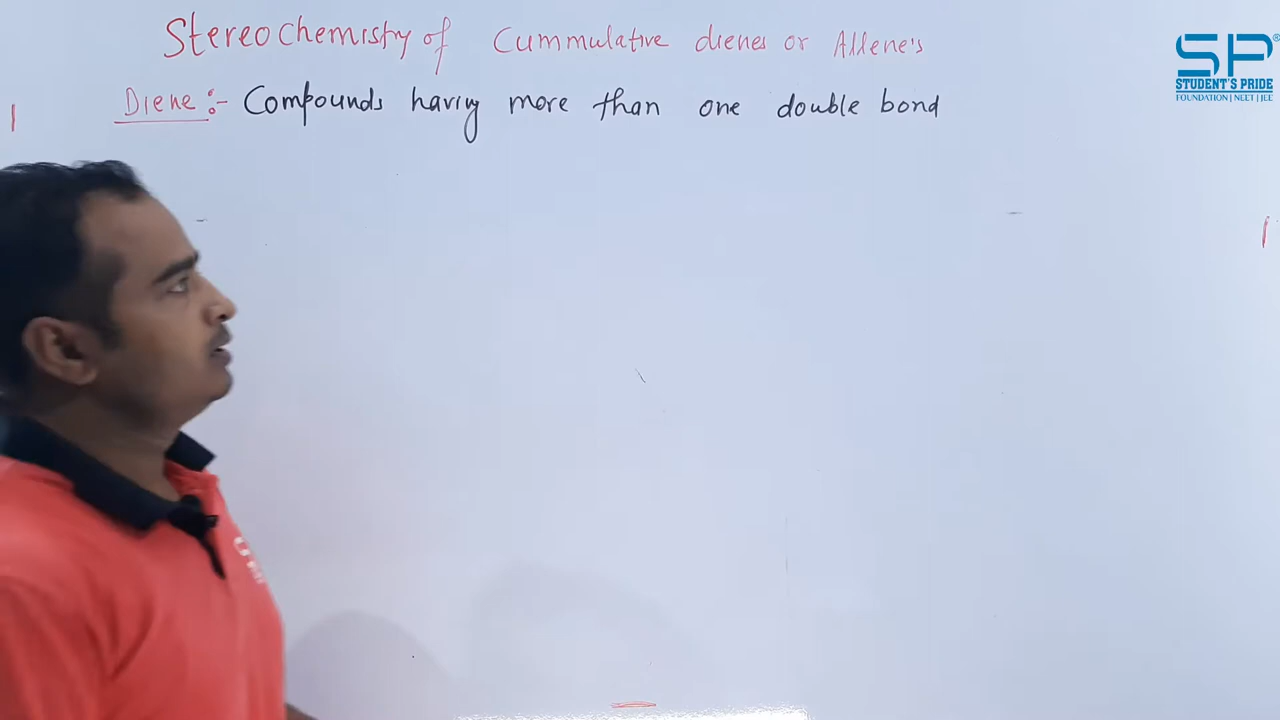 Stereochemistry of Cummulative dienes or Allene's
Diene :- Compounds having more than one double bond
SP®
STUDENT'S PRIDE
FOUNDATION | NEET | JEE